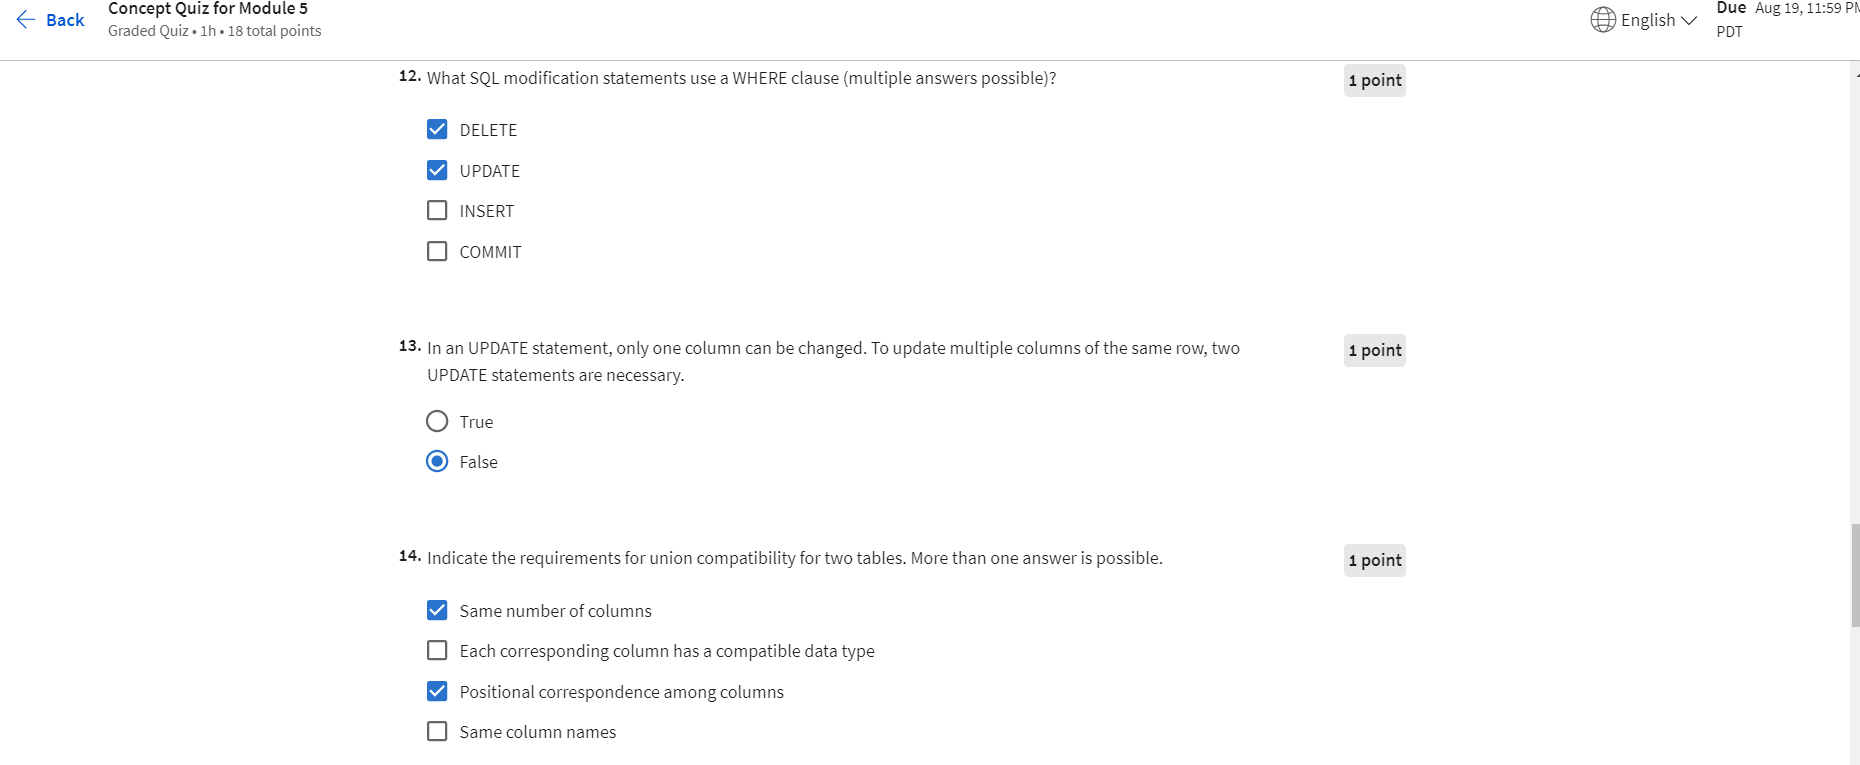 Back
Concept Quiz for Module 5
Graded Quiz • 1h • 18 total points
English
Due Aug 19, 11:59 PM
PDT
12. What SQL modification statements use a WHERE clause (multiple answers possible)?
1 point
DELETE
UPDATE
INSERT
COMMIT
13. In an UPDATE statement, only one column can be changed. To update multiple columns of the same row, two
UPDATE statements are necessary.
1 point
True
False
14. Indicate the requirements for union compatibility for two tables. More than one answer is possible.
1 point
Same number of columns
Each corresponding column has a compatible data type
Positional correspondence among columns
Same column names